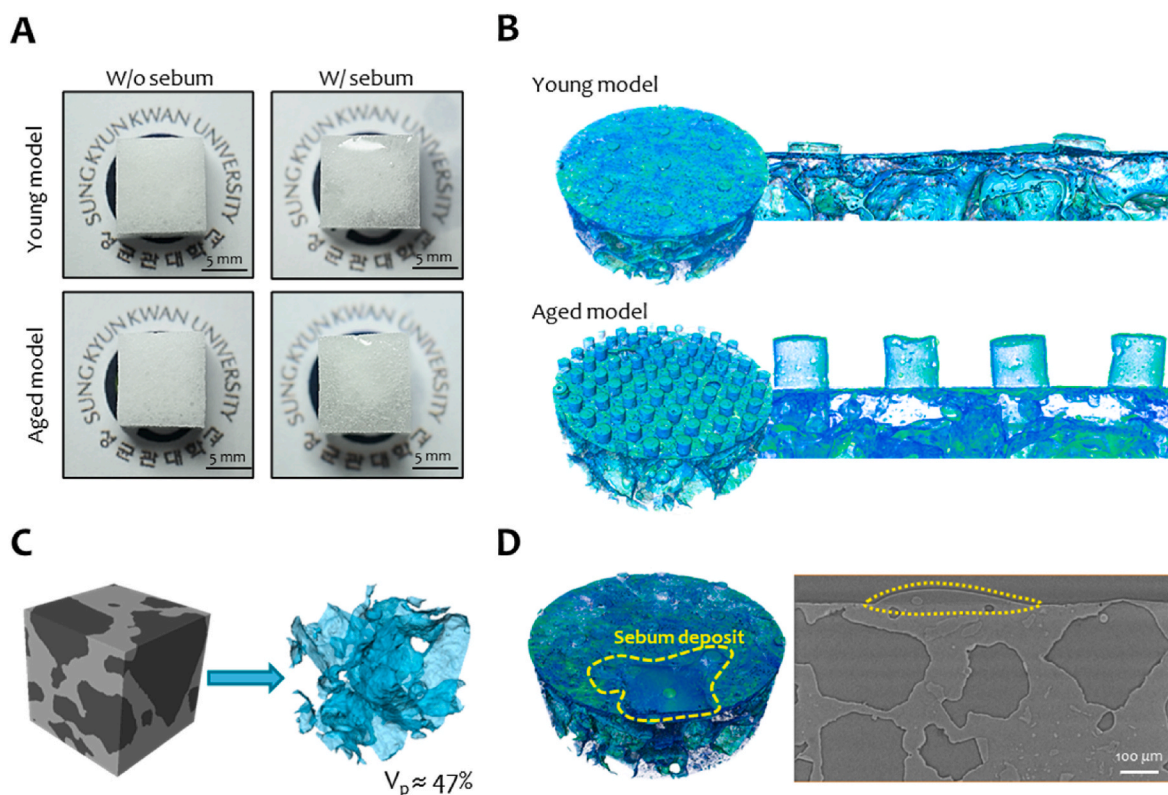 A
W/o sebum
W/ sebum
Young model
Aged model
SUNG KYUN KWAN UNIVERSITY
성균관대학교
5 mm
SUNG KYUN KWAN UNIVERSITY
성균관대학교
5 mm
SUNG KYUN KWAN UNIVERSITY
성균관대학교
5 mm
SUNG KYUN KWAN UNIVERSITY
성균관대학교
5 mm
B
Young model
Aged model
C
Vp ≈ 47%
D
Sebum deposit
100 μm